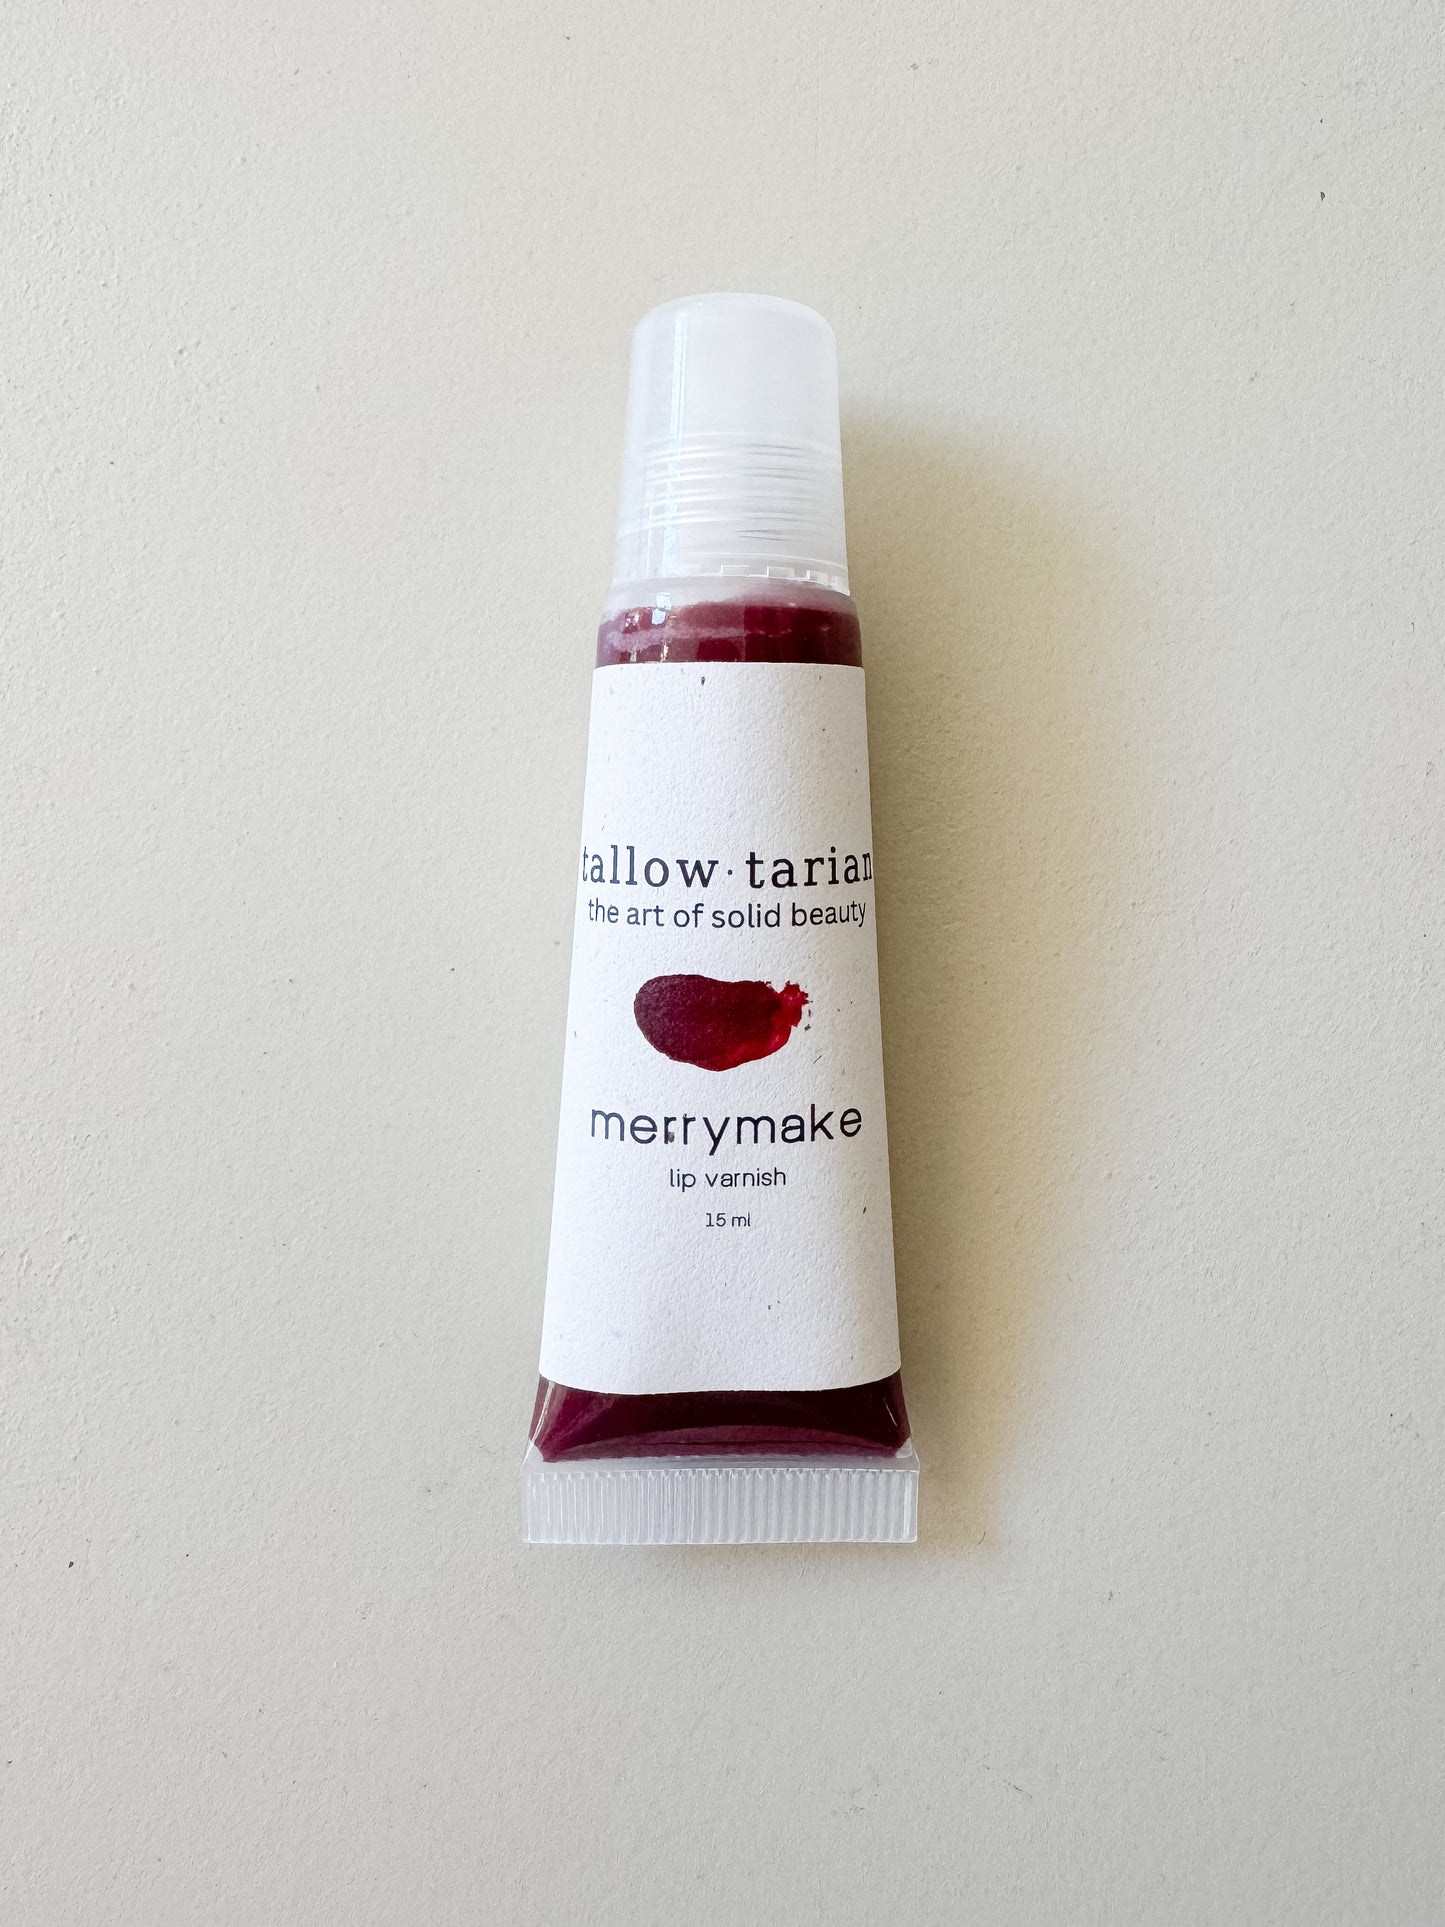 tallow · tarian
the art of solid beauty
merrymake
lip varnish
15 ml